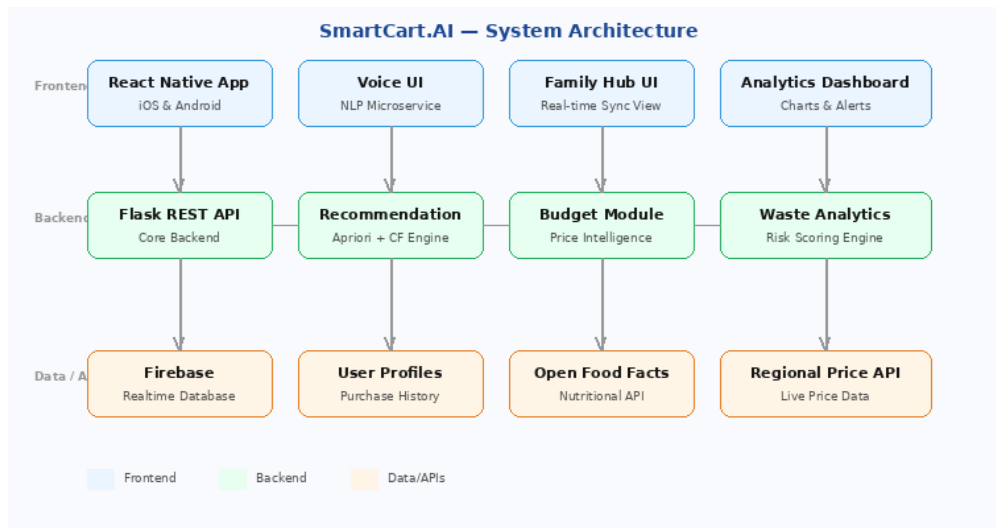 SmartCart.AI — System Architecture
Frontend
React Native App
iOS & Android
Voice UI
NLP Microservice
Family Hub UI
Real-time Sync View
Analytics Dashboard
Charts & Alerts
Backend
Flask REST API
Core Backend
Recommendation
Apriori + CF Engine
Budget Module
Price Intelligence
Waste Analytics
Risk Scoring Engine
Data / A
Firebase
Realtime Database
User Profiles
Purchase History
Open Food Facts
Nutritional API
Regional Price API
Live Price Data
Frontend
Backend
Data/APIs